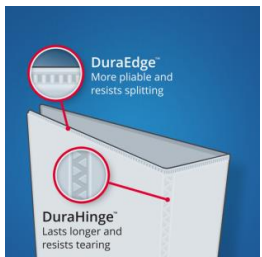 DuraEdge™
More pliable and
resists splitting
DuraHinge™
Lasts longer and
resists tearing